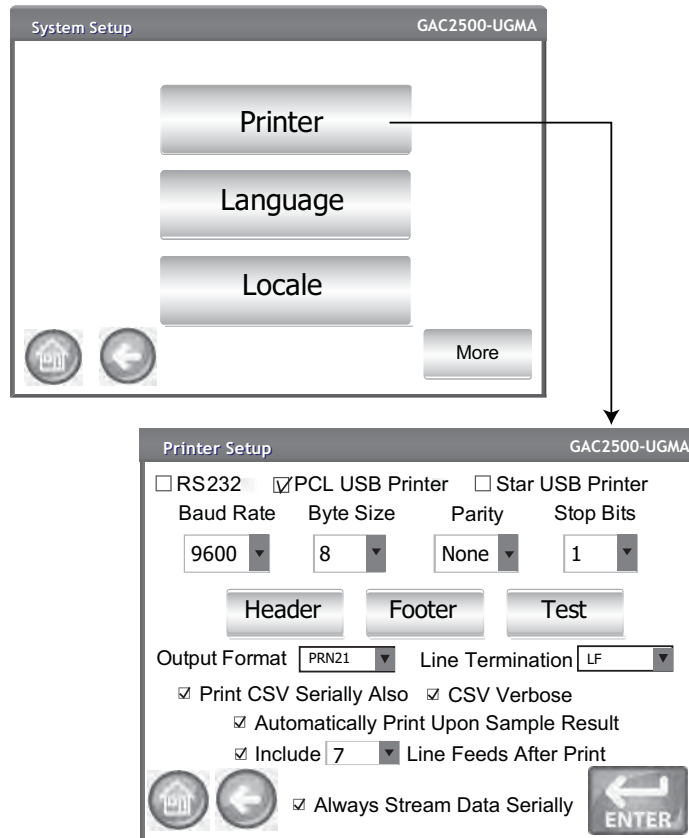 System Setup GAC2500-UGMA
Printer
Language
Locale
More
Printer Setup GAC2500-UGMA
RS232 PCL USB Printer Star USB Printer
Baud Rate Byte Size Parity Stop Bits
9600 8 None 1
Header Footer Test
Output Format PRN21 Line Termination LF
Print CSV Serially Also CSV Verbose
Automatically Print Upon Sample Result
Include 7 Line Feeds After Print
Always Stream Data Serially ENTER